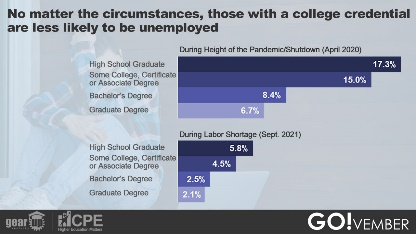 No matter the circumstances, those with a college credential
are less likely to be unemployed
During Height of the Pandemic/Shutdown (April 2020)
High School Graduate
17.3%
Some College, Certificate
or Associate Degree
15.0%
Bachelor's Degree
8.4%
Graduate Degree
6.7%
During Labor Shortage (Sept. 2021)
High School Graduate
5.8%
Some College, Certificate
or Associate Degree
4.5%
Bachelor's Degree
2.5%
Graduate Degree
2.1%
gear up
CPE
Higher Education Matters
GO!VEMBER